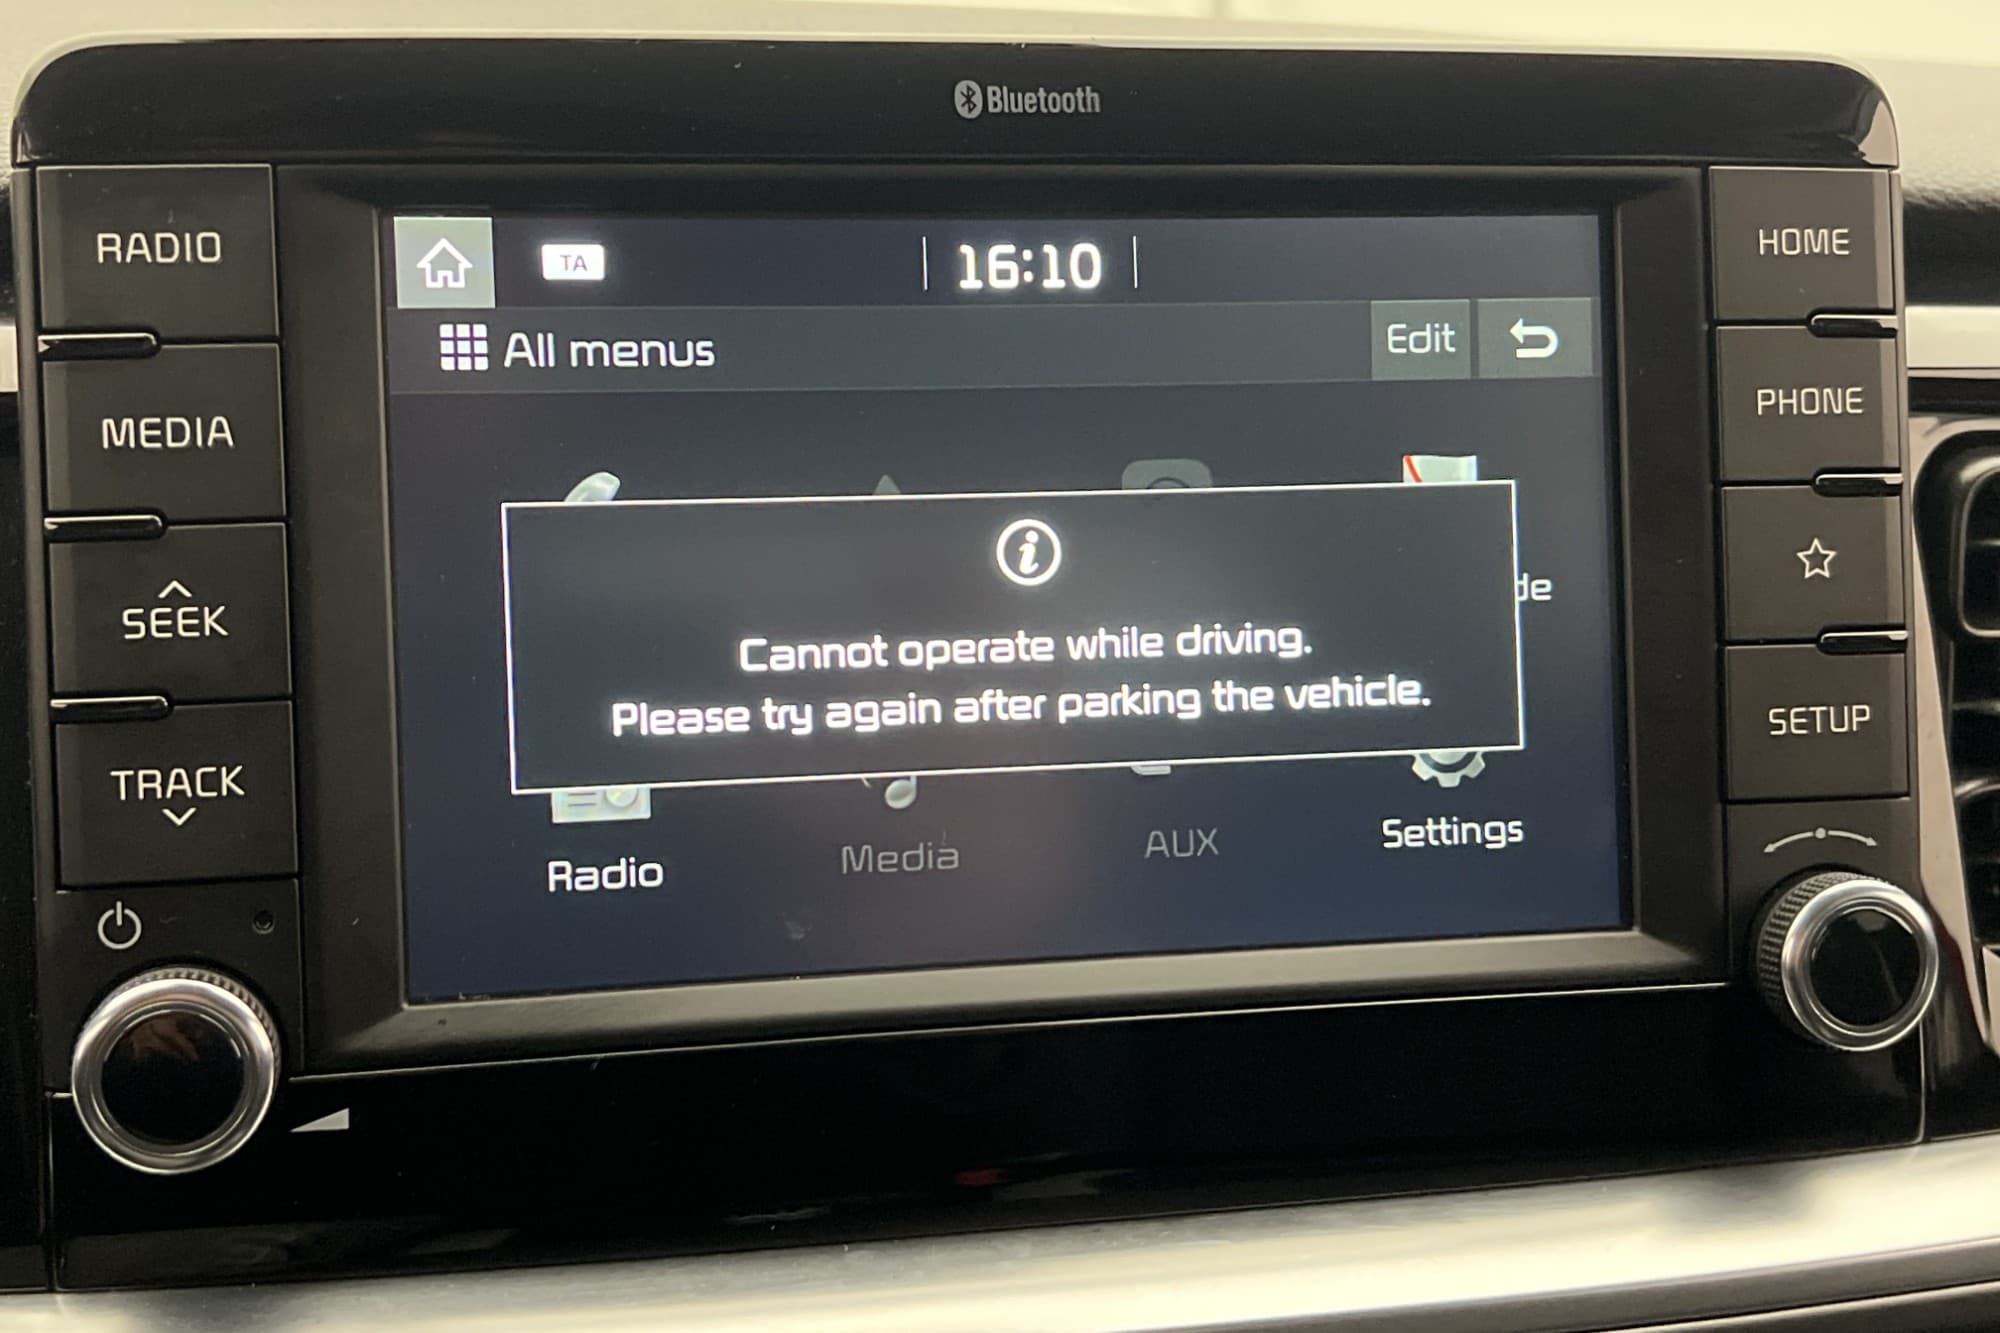 Bluetooth
RADIO
MEDIA
SEEK
TRACK
TA
16:10
All menus
Edit
Cannot operate while driving.
Please try again after parking the vehicle.
Radio
Media
AUX
Settings
HOME
PHONE
SETUP